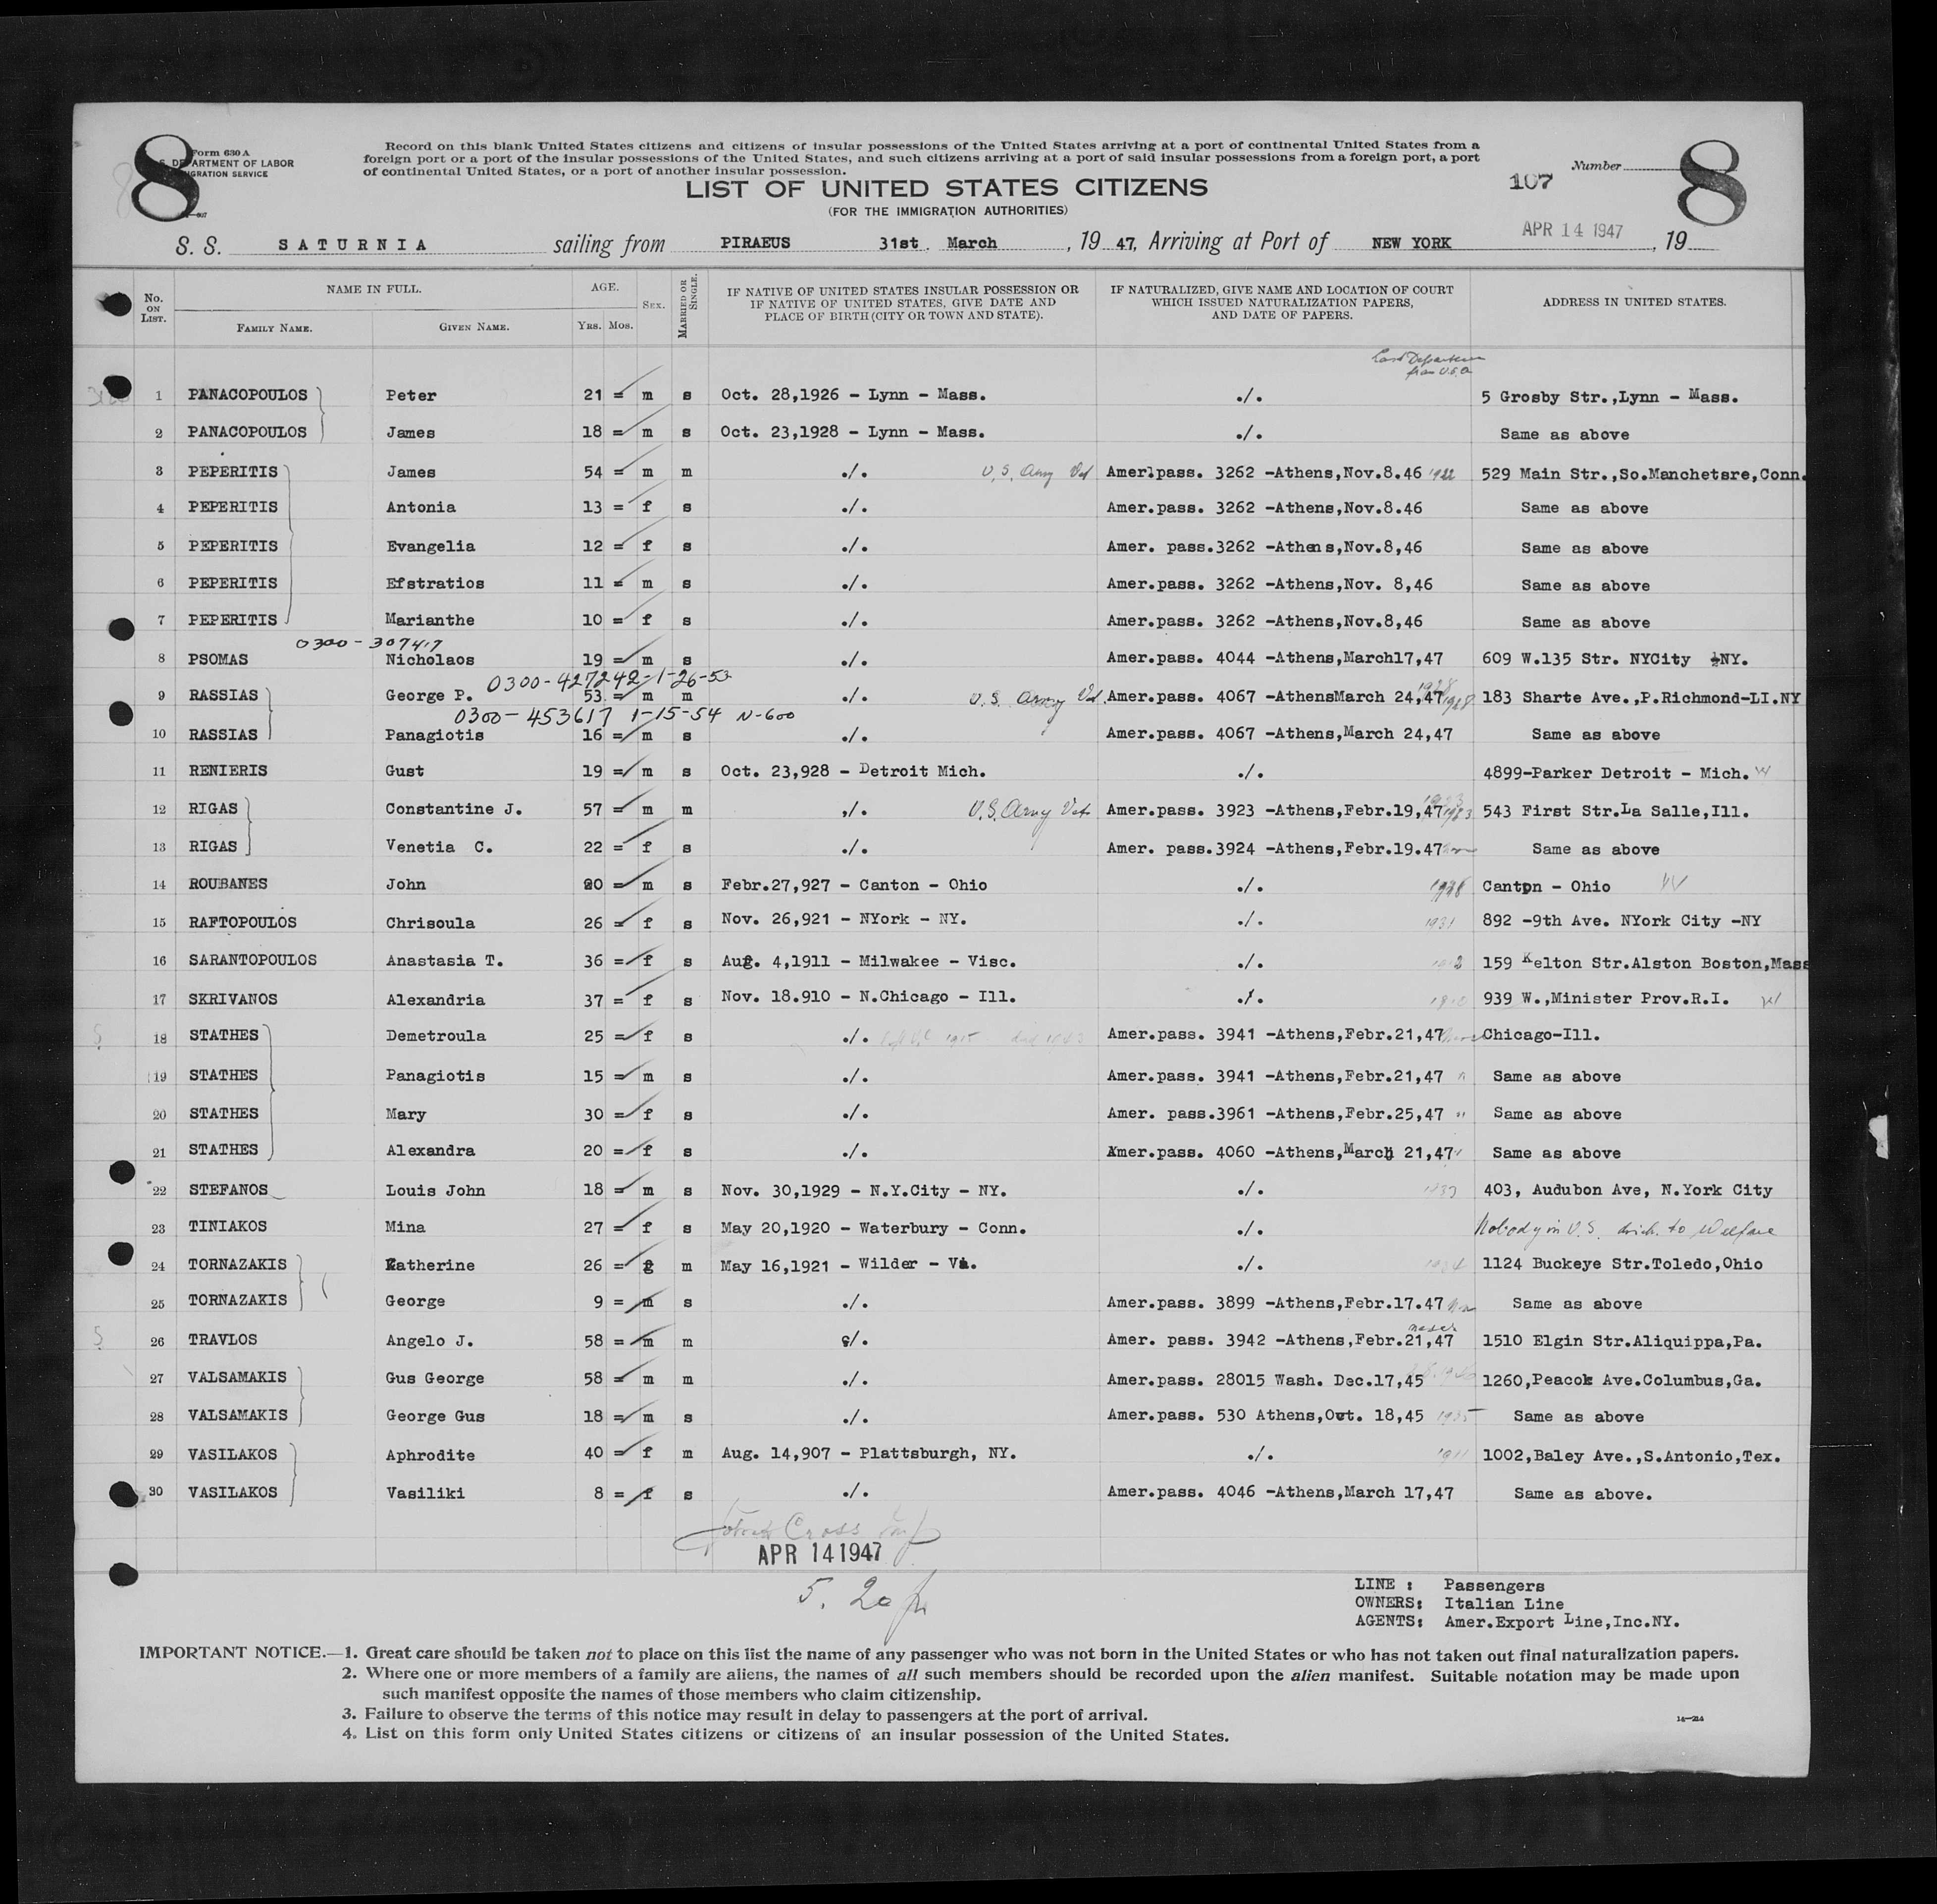 8
Form 630 A
DEPARTMENT OF LABOR
IMMIGRATION SERVICE
Record on this blank United States citizens and citizens of insular possessions of the United States arriving at a port of continental United States from a
foreign port or a port of the insular possessions of the United States, and such citizens arriving at a port of said insular possessions from a foreign port, a port
of continental United States, or a port of another insular possession.
Number
107
8
LIST OF UNITED STATES CITIZENS
(FOR THE IMMIGRATION AUTHORITIES)
S. S. SATURNIA sailing from PIRAEUS 31st. March , 19 47, Arriving at Port of NEW YORK APR 14 1947 , 19
No. ON LIST. NAME IN FULL. FAMILY NAME. GIVEN NAME. AGE. YRS. MOS. SEX. MARRIED OR SINGLE. IF NATIVE OF UNITED STATES INSULAR POSSESSION OR IF NATIVE OF UNITED STATES, GIVE DATE AND PLACE OF BIRTH (CITY OR TOWN AND STATE). IF NATURALIZED, GIVE NAME AND LOCATION OF COURT WHICH ISSUED NATURALIZATION PAPERS, AND DATE OF PAPERS. ADDRESS IN UNITED STATES.
Last Departure
from U.S.A
1 PANACOPOULOS Peter 21 = m s Oct. 28,1926 - Lynn - Mass. ./. 5 Grosby Str.,Lynn - Mass.
2 PANACOPOULOS James 18 = m s Oct. 23,1928 - Lynn - Mass. ./. Same as above
3 PEPERITIS James 54 = m m ./. U.S. Army Vet Amer.pass. 3262 -Athens,Nov.8.46 1922 529 Main Str.,So.Manchetsre,Conn.
4 PEPERITIS Antonia 13 = f s ./. Amer.pass. 3262 -Athens,Nov.8.46 Same as above
5 PEPERITIS Evangelia 12 = f s ./. Amer. pass.3262 -Athens,Nov.8,46 Same as above
6 PEPERITIS Efstratios 11 = m s ./. Amer.pass. 3262 -Athens,Nov. 8,46 Same as above
7 PEPERITIS Marianthe 10 = f s ./. Amer.pass. 3262 -Athens,Nov.8,46 Same as above
0300-307417
8 PSOMAS Nicholaos 19 = m s ./. Amer.pass. 4044 -Athens,March17,47 609 W.135 Str. NYCity NY.
0300-427242-1-26-53
9 RASSIAS George P. 53 = m m ./. U.S. Army Vet. Amer.pass. 4067 -AthensMarch 24,47 1928 183 Sharte Ave.,P.Richmond-LI.NY
0300-453617 1-15-54 N-600
10 RASSIAS Panagiotis 16 = m s ./. Amer.pass. 4067 -Athens,March 24,47 Same as above
11 RENIERIS Gust 19 = m s Oct. 23,928 - Detroit Mich. ./. 4899-Parker Detroit - Mich.
12 RIGAS Constantine J. 57 = m m ,/. U.S. Army Vet Amer.pass. 3923 -Athens,Febr.19,47 1923 543 First Str.La Salle,Ill.
13 RIGAS Venetia C. 22 = f s ./. Amer. pass.3924 -Athens,Febr.19.47 Same as above
14 ROUBANES John 20 = m s Febr.27,927 - Canton - Ohio ./. Canton - Ohio
15 RAFTOPOULOS Chrisoula 26 = f s Nov. 26,921 - NYork - NY. ./. 1931 892 -9th Ave. NYork City -NY
16 SARANTOPOULOS Anastasia T. 36 = f s Aug. 4,1911 - Milwakee - Visc. ./. 159 Kelton Str.Alston Boston,Mass
17 SKRIVANOS Alexandria 37 = f s Nov. 18.910 - N.Chicago - Ill. ./. 939 W.,Minister Prov.R.I.
18 STATHES Demetroula 25 = f s ./. Amer.pass. 3941 -Athens,Febr.21,47 Chicago-Ill.
19 STATHES Panagiotis 15 = m s ./. Amer.pass. 3941 -Athens,Febr.21,47 " Same as above
20 STATHES Mary 30 = f s ./. Amer. pass.3961 -Athens,Febr.25,47 " Same as above
21 STATHES Alexandra 20 = f s ./. Amer.pass. 4060 -Athens,March 21,47 " Same as above
22 STEFANOS Louis John 18 = m s Nov. 30,1929 - N.Y.City - NY. ./. 403, Audubon Ave, N.York City
23 TINIAKOS Mina 27 = f s May 20,1920 - Waterbury - Conn. ./. Nobody in U.S. to Welfare
24 TORNAZAKIS Katherine 26 = f m May 16,1921 - Wilder - Va. ./. 1124 Buckeye Str.Toledo,Ohio
25 TORNAZAKIS George 9 = m s ./. Amer.pass. 3899 -Athens,Febr.17.47 Same as above
26 TRAVLOS Angelo J. 58 = m m ./. Amer. pass. 3942 -Athens,Febr.21,47 1510 Elgin Str.Aliquippa,Pa.
27 VALSAMAKIS Gus George 58 = m m ./. Amer.pass. 28015 Wash. Dec.17,45 1260,Peacok Ave.Columbus,Ga.
28 VALSAMAKIS George Gus 18 = m s ./. Amer.pass. 530 Athens,Oct. 18,45 1935 Same as above
29 VASILAKOS Aphrodite 40 = f m Aug. 14,907 - Plattsburgh, NY. ./. 1911 1002,Baley Ave.,S.Antonio,Tex.
30 VASILAKOS Vasiliki 8 = f s ./. Amer.pass. 4046 -Athens,March 17,47 Same as above.
Cross
APR 14 1947
LINE : Passengers
OWNERS: Italian Line
AGENTS: Amer.Export Line,Inc.NY.
IMPORTANT NOTICE.—1. Great care should be taken not to place on this list the name of any passenger who was not born in the United States or who has not taken out final naturalization papers.
2. Where one or more members of a family are aliens, the names of all such members should be recorded upon the alien manifest. Suitable notation may be made upon
such manifest opposite the names of those members who claim citizenship.
3. Failure to observe the terms of this notice may result in delay to passengers at the port of arrival.
4. List on this form only United States citizens or citizens of an insular possession of the United States.
14—214